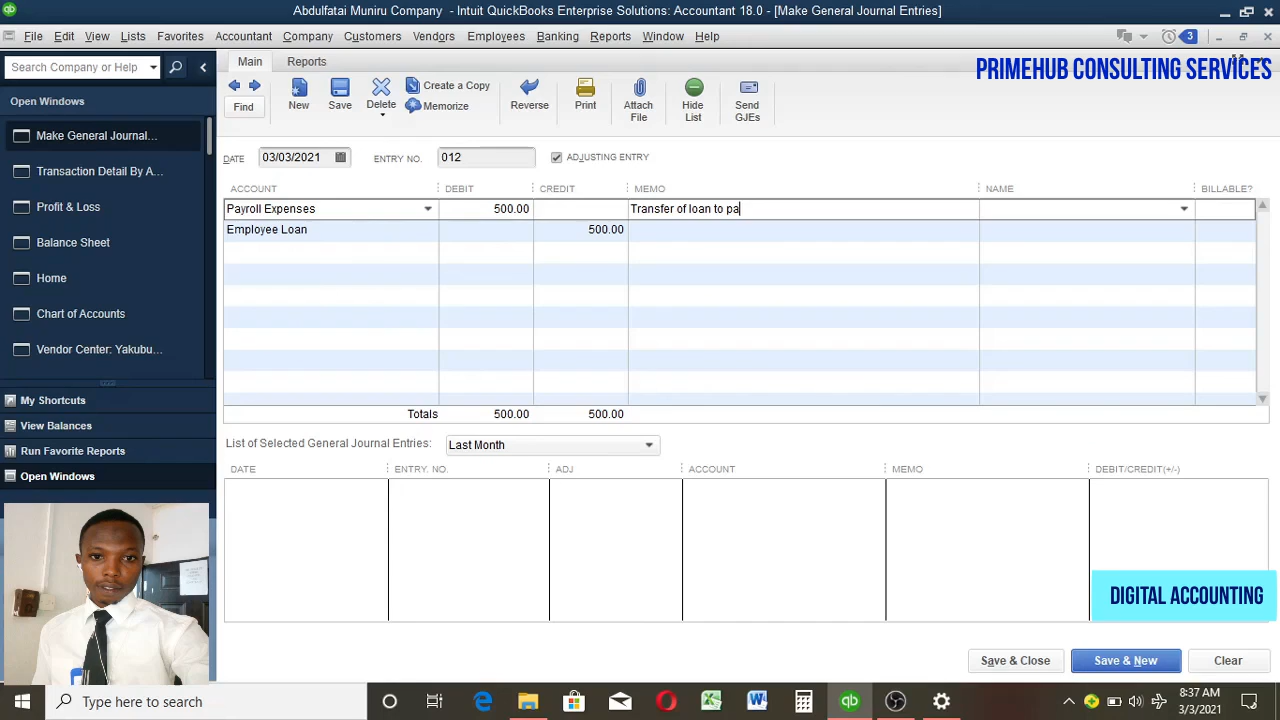 Abdulfatai Muniru Company - Intuit QuickBooks Enterprise Solutions: Accountant 18.0 - [Make General Journal Entries]
File Edit View Lists Favorites Accountant Company Customers Vendors Employees Banking Reports Window Help
3
Search Company or Help
Main Reports
PRIMEHUB CONSULTING SERVICES
Find New Save Delete Create a Copy
Memorize
Reverse Print Attach File Hide List Send GJEs
Open Windows
Make General Journal...
Transaction Detail By A...
Profit & Loss
Balance Sheet
Home
Chart of Accounts
Vendor Center: Yakubu...
My Shortcuts
View Balances
Run Favorite Reports
Open Windows
DATE 03/03/2021 ENTRY NO. 012 ADJUSTING ENTRY
ACCOUNT DEBIT CREDIT MEMO NAME BILLABLE?
Payroll Expenses 500.00 Transfer of loan to pa
Employee Loan 500.00
Totals 500.00 500.00
List of Selected General Journal Entries: Last Month
DATE ENTRY. NO. ADJ ACCOUNT MEMO DEBIT/CREDIT(+/-)
DIGITAL ACCOUNTING
Save & Close Save & New Clear
Type here to search
8:37 AM
3/3/2021